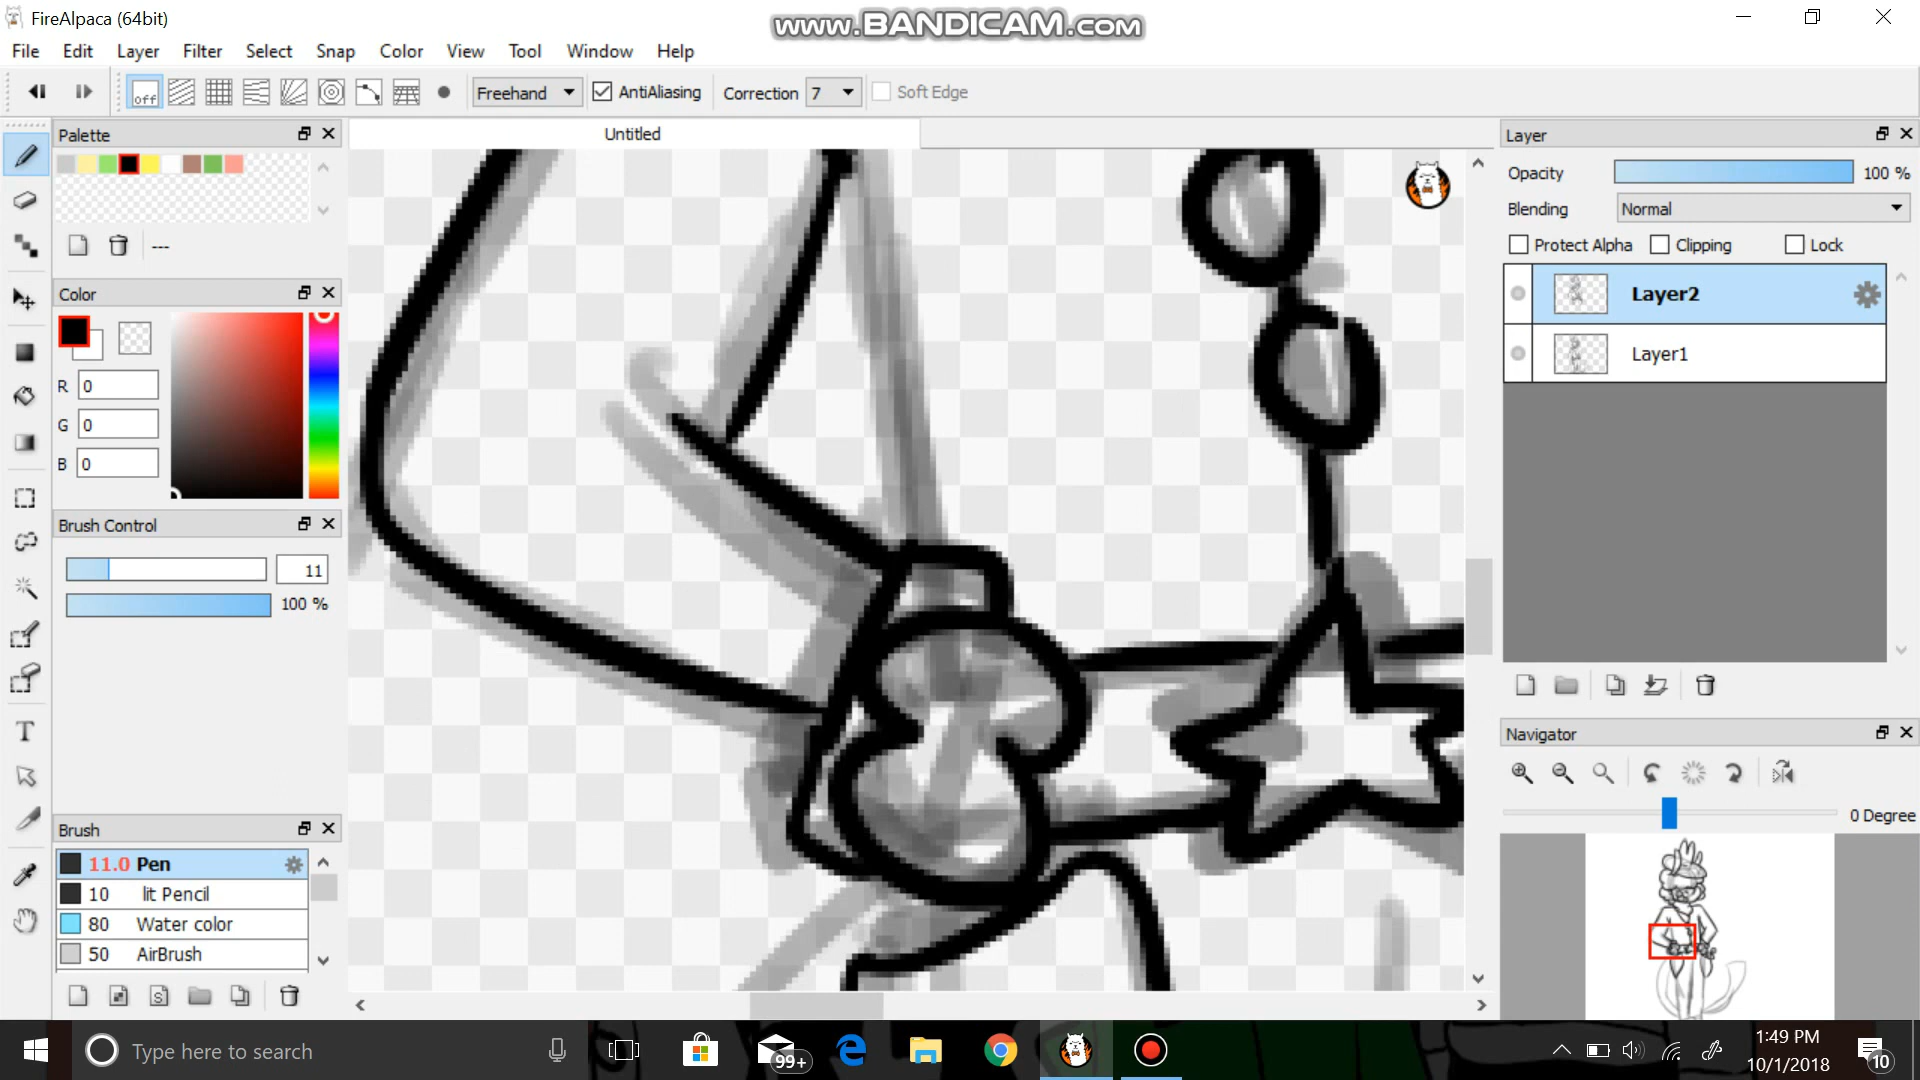 FireAlpaca (64bit)
www.BANDICAM.com
File Edit Layer Filter Select Snap Color View Tool Window Help
off Freehand AntiAliasing Correction 7 Soft Edge
Palette
Untitled
Layer
Opacity 100 %
Blending Normal
---
Protect Alpha Clipping Lock
Color
Layer2
Layer1
R 0
G 0
B 0
Brush Control
11
100 %
T
Navigator
0 Degree
Brush
11.0 Pen
10 lit Pencil
80 Water color
50 AirBrush
S
Type here to search
99+
1:49 PM
10/1/2018
10